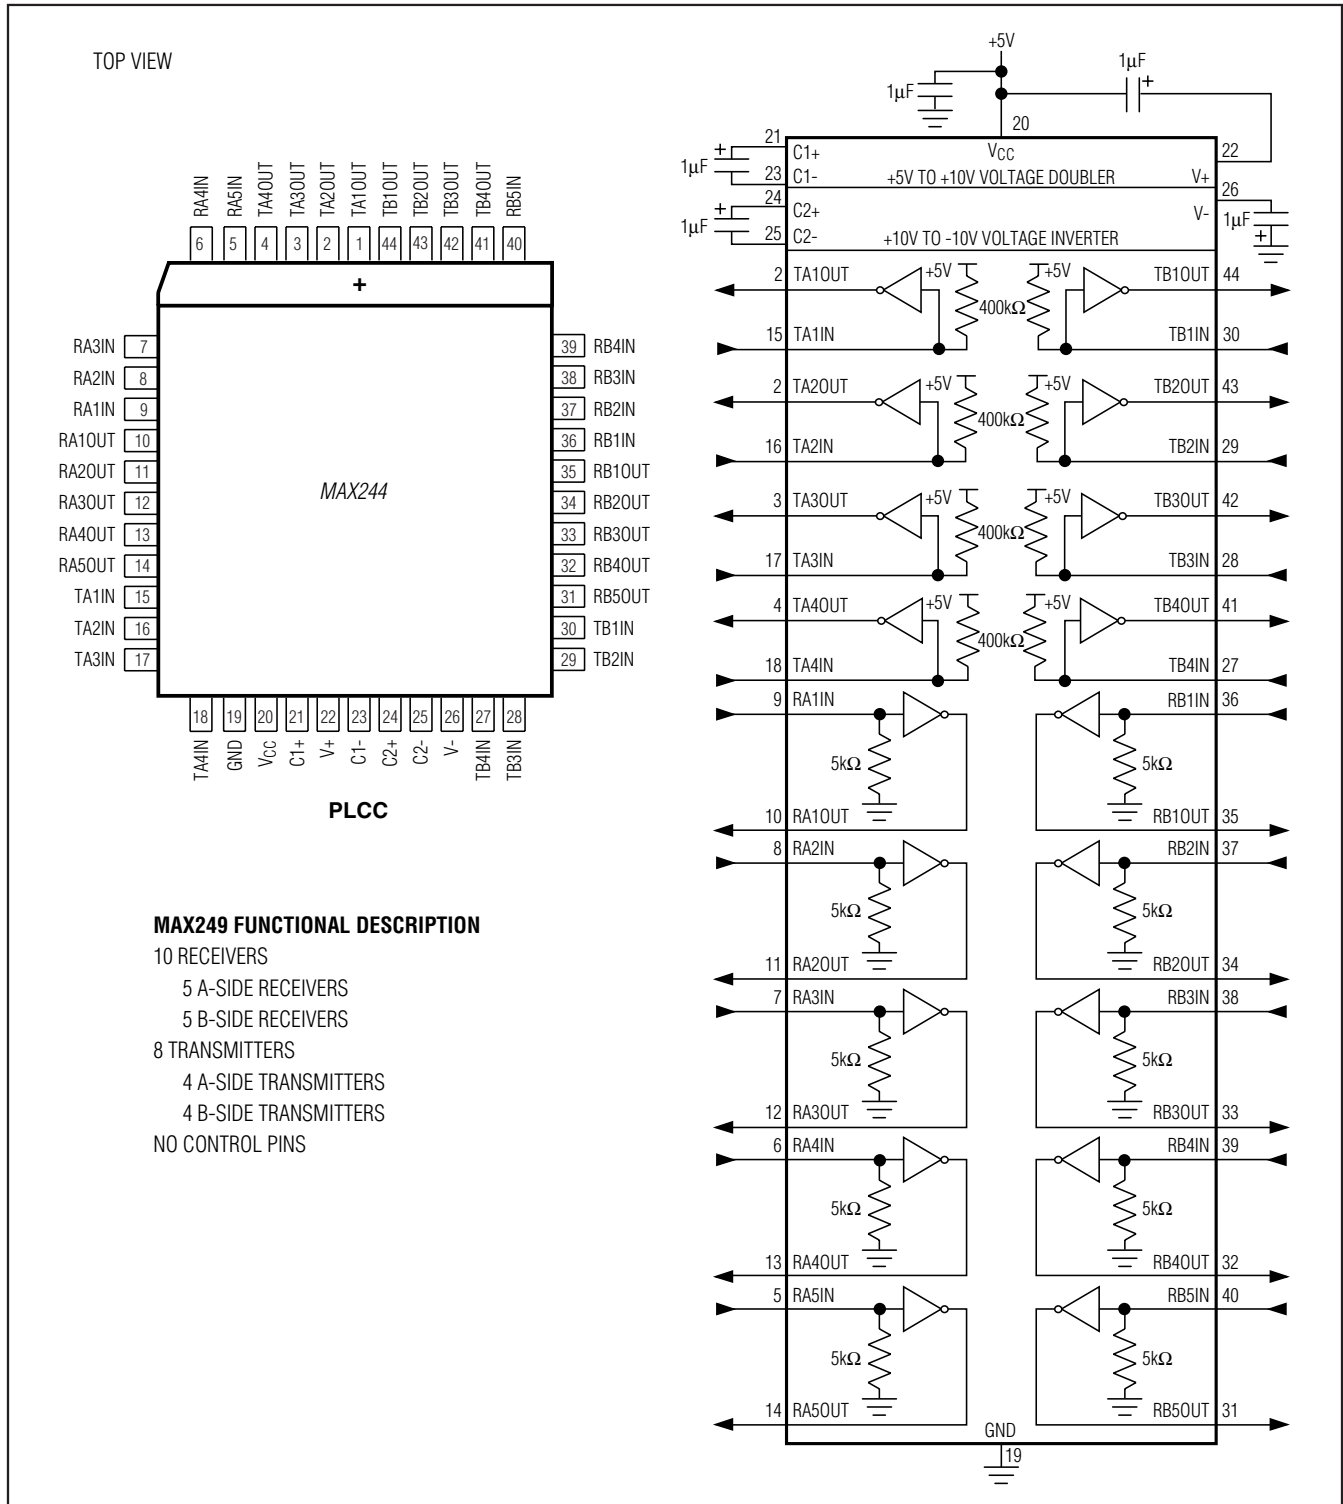 TOP VIEW
RA4IN
RA5IN
TA4OUT
TA3OUT
TA2OUT
TA1OUT
TB1OUT
TB2OUT
TB3OUT
TB4OUT
RB5IN
6 5 4 3 2 1 44 43 42 41 40
+
RA3IN 7
RA2IN 8
RA1IN 9
RA1OUT 10
RA2OUT 11
RA3OUT 12
RA4OUT 13
RA5OUT 14
TA1IN 15
TA2IN 16
TA3IN 17
MAX244
39 RB4IN
38 RB3IN
37 RB2IN
36 RB1IN
35 RB1OUT
34 RB2OUT
33 RB3OUT
32 RB4OUT
31 RB5OUT
30 TB1IN
29 TB2IN
18 19 20 21 22 23 24 25 26 27 28
TA4IN
GND
VCC
C1+
V+
C1-
C2+
C2-
V-
TB4IN
TB3IN
PLCC
MAX249 FUNCTIONAL DESCRIPTION
10 RECEIVERS
5 A-SIDE RECEIVERS
5 B-SIDE RECEIVERS
8 TRANSMITTERS
4 A-SIDE TRANSMITTERS
4 B-SIDE TRANSMITTERS
NO CONTROL PINS
+5V
1µF
1µF +
20
21 C1+ VCC 22
+ 1µF
23 C1- +5V TO +10V VOLTAGE DOUBLER V+
26
24 C2+ V- 1µF +
+ 1µF
25 C2- +10V TO -10V VOLTAGE INVERTER
2 TA1OUT +5V +5V TB1OUT 44
400kΩ
15 TA1IN TB1IN 30
2 TA2OUT +5V +5V TB2OUT 43
400kΩ
16 TA2IN TB2IN 29
3 TA3OUT +5V +5V TB3OUT 42
400kΩ
17 TA3IN TB3IN 28
4 TA4OUT +5V +5V TB4OUT 41
400kΩ
18 TA4IN TB4IN 27
9 RA1IN RB1IN 36
5kΩ 5kΩ
10 RA1OUT RB1OUT 35
8 RA2IN RB2IN 37
5kΩ 5kΩ
11 RA2OUT RB2OUT 34
7 RA3IN RB3IN 38
5kΩ 5kΩ
12 RA3OUT RB3OUT 33
6 RA4IN RB4IN 39
5kΩ 5kΩ
13 RA4OUT RB4OUT 32
5 RA5IN RB5IN 40
5kΩ 5kΩ
14 RA5OUT RB5OUT 31
GND
19